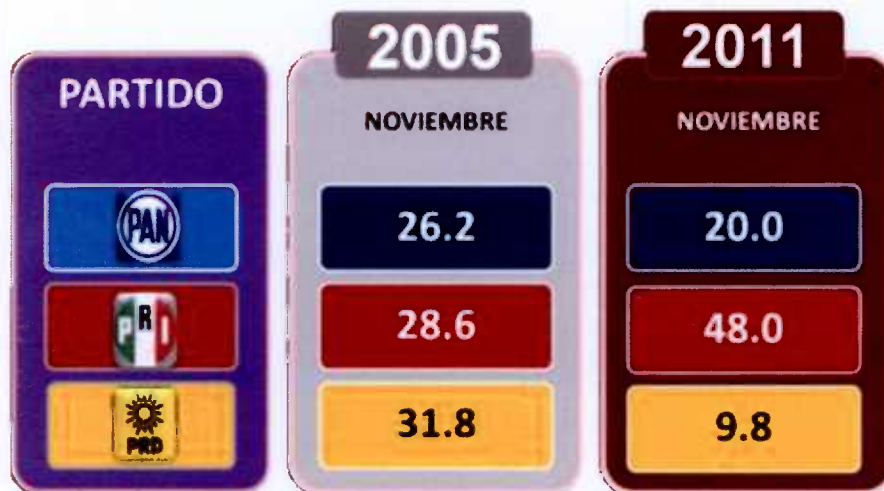 PARTIDO 2005 2011
NOVIEMBRE NOVIEMBRE
PAN 26.2 20.0
PRI 28.6 48.0
PRD 31.8 9.8